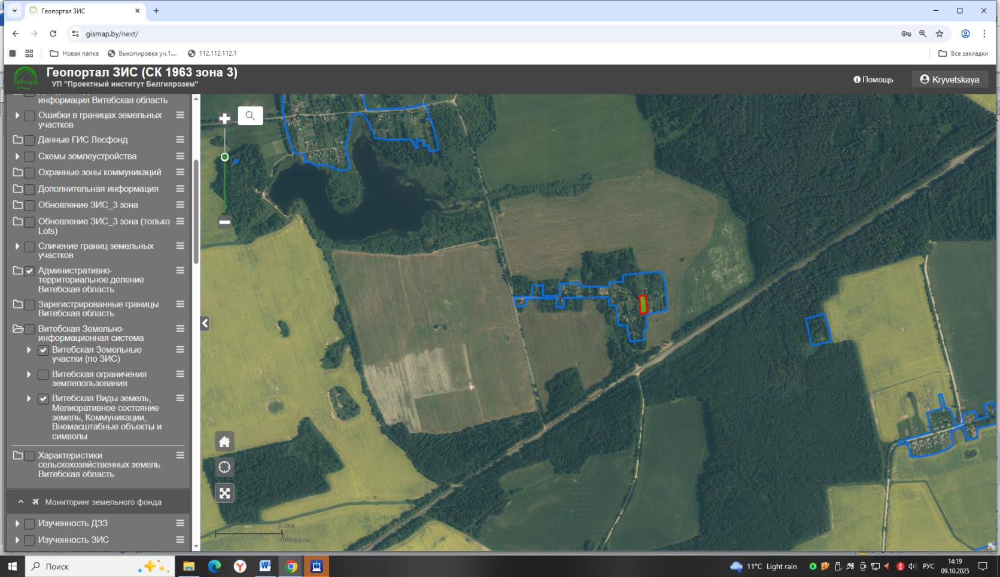 Геопортал ЗИС
gismap.by/next/
Новая папка
Выкопировка уч.1....
112.112.112.1
Все закладки
Геопортал ЗИС (СК 1963 зона 3)
УП "Проектный институт Белгипрозем"
Помощь
Kryvetskaya
информация Витебская область
Ошибки в границах земельных
участков
Данные ГИС Лесфонд
Схемы землеустройства
Охранные зоны коммуникаций
Дополнительная информация
Обновление ЗИС_3 зона
Обновление ЗИС_3 зона (только
Lots)
Сличение границ земельных
участков
Административно-
территориальное деление
Витебская область
Зарегистрированные границы
Витебская область
Витебская Земельно-
информационная система
Витебская Земельные
участки (по ЗИС)
Витебская ограничения
землепользования
Витебская Виды земель,
Мелиоративное состояние
земель, Коммуникации,
Внемасштабные объекты и
символы
Характеристики
сельскохозяйственных земель
Витебская область
Мониторинг земельного фонда
Изученность ДЗЗ
Изученность ЗИС
0.3км
1000футы
Поиск
11°C Light rain
РУС
14:19
09.10.2025